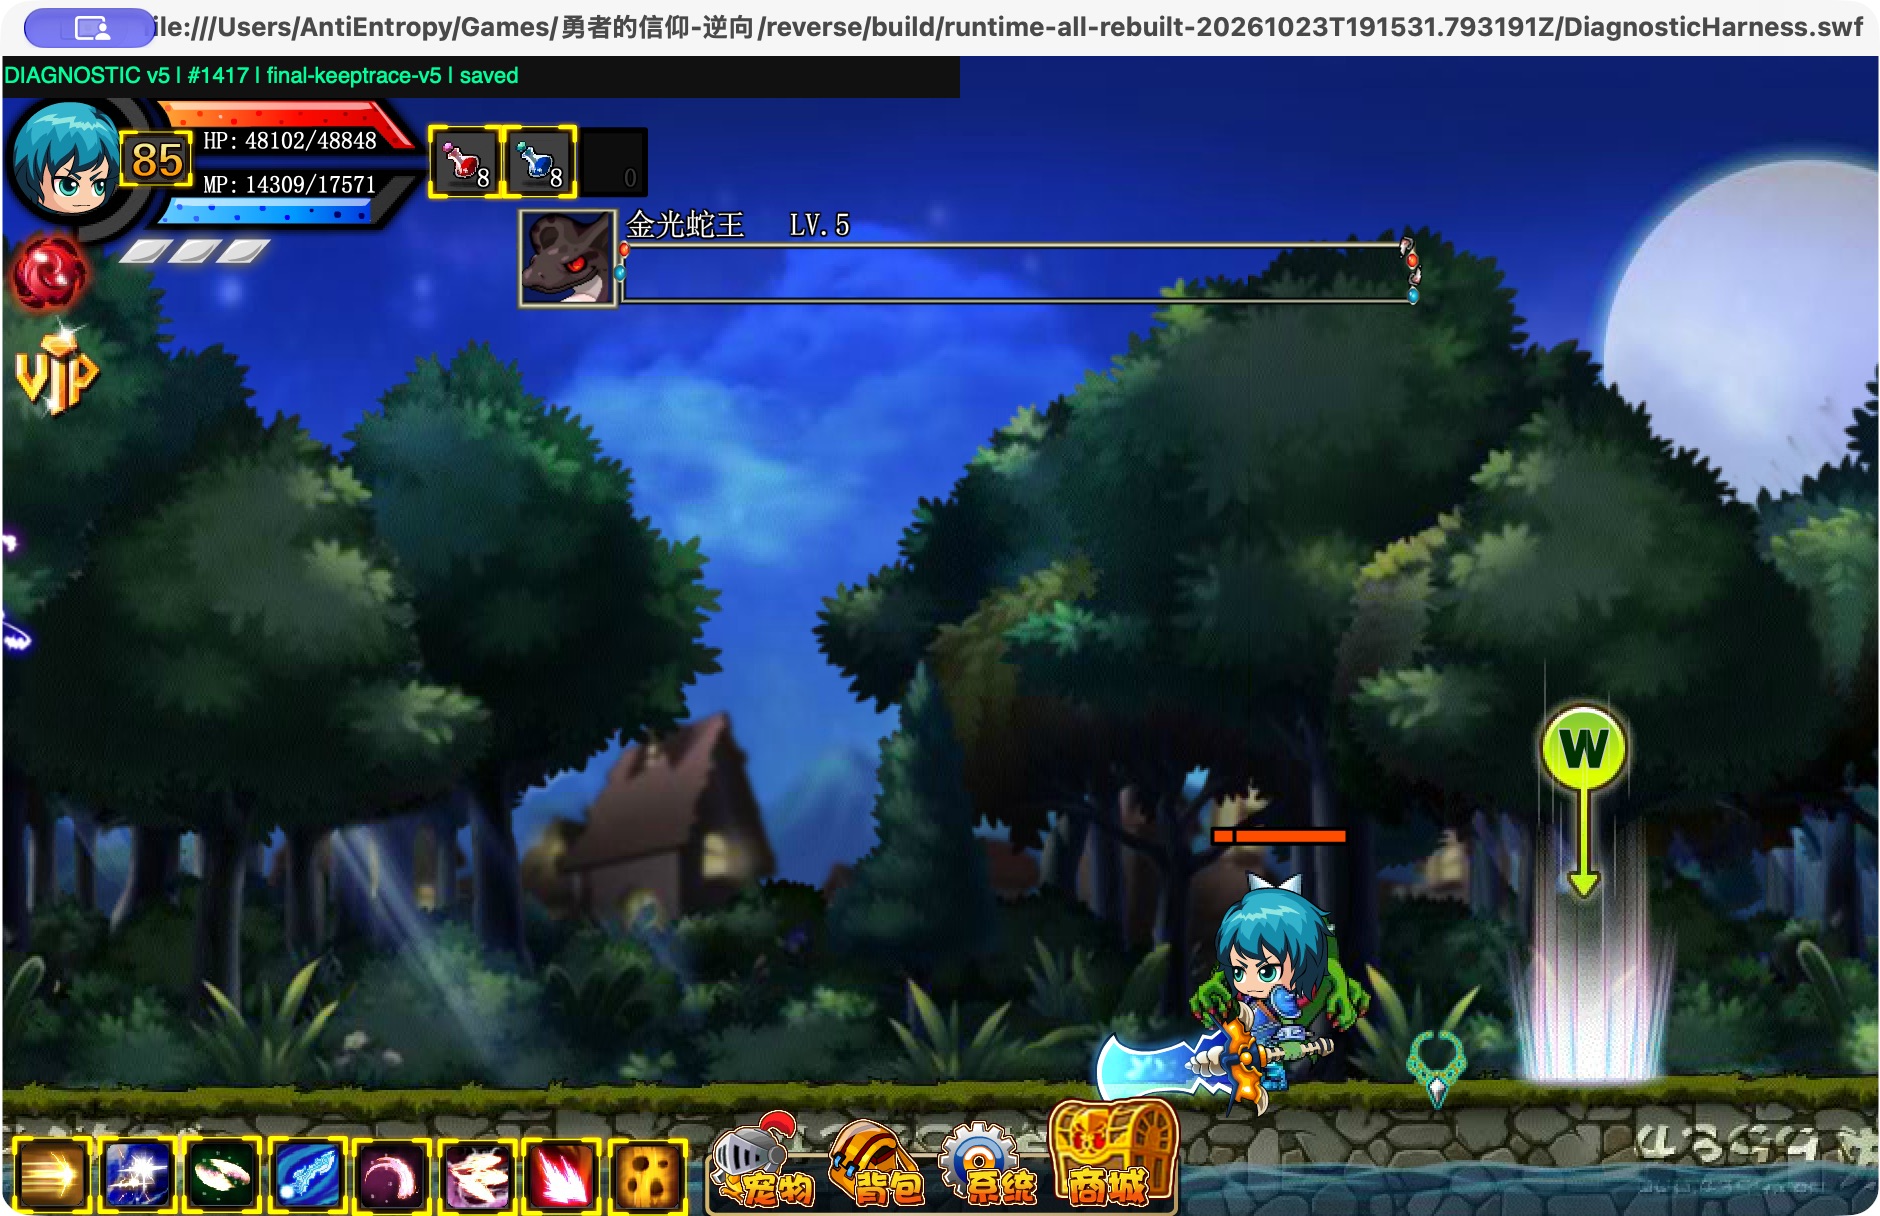 ile:///Users/AntiEntropy/Games/勇者的信仰-逆向/reverse/build/runtime-all-rebuilt-20261023T191531.793191Z/DiagnosticHarness.swf
DIAGNOSTIC v5 | #1417 | final-keeptrace-v5 | saved
85
HP: 48102/48848
MP: 14309/17571
8
8
0
金光蛇王 LV.5
VIP
W
4399
宠物
背包
系统
商城